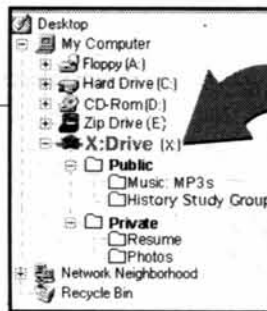 Desktop
My Computer
Floppy (A:)
Hard Drive (C:)
CD-Rom (D:)
Zip Drive (E)
X:Drive (X)
Public
Music: MP3s
History Study Group
Private
Resume
Photos
Network Neighborhood
Recycle Bin